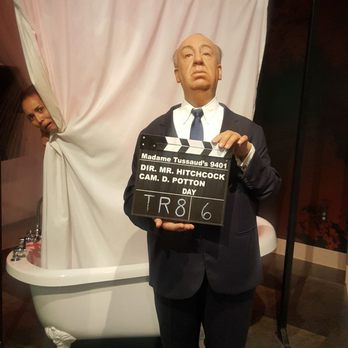 Madame Tussaud's 9401
DIR. MR. HITCHCOCK
CAM. D. POTTON
DAY
TR8 6